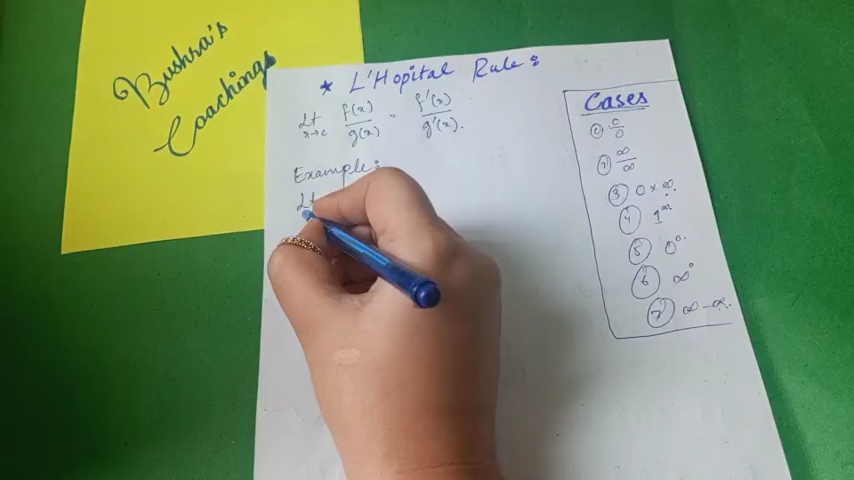 Bushra's
Coachings
* L'Hopital Rule:
Lt x→c f(x)/g(x) = f'(x)/g'(x).
Example:
Lt
Cases
① 0/0
② ∞/∞
③ 0 × ∞.
④ 1^∞.
⑤ 0^0.
⑥ ∞^0
⑦ ∞ - ∞.